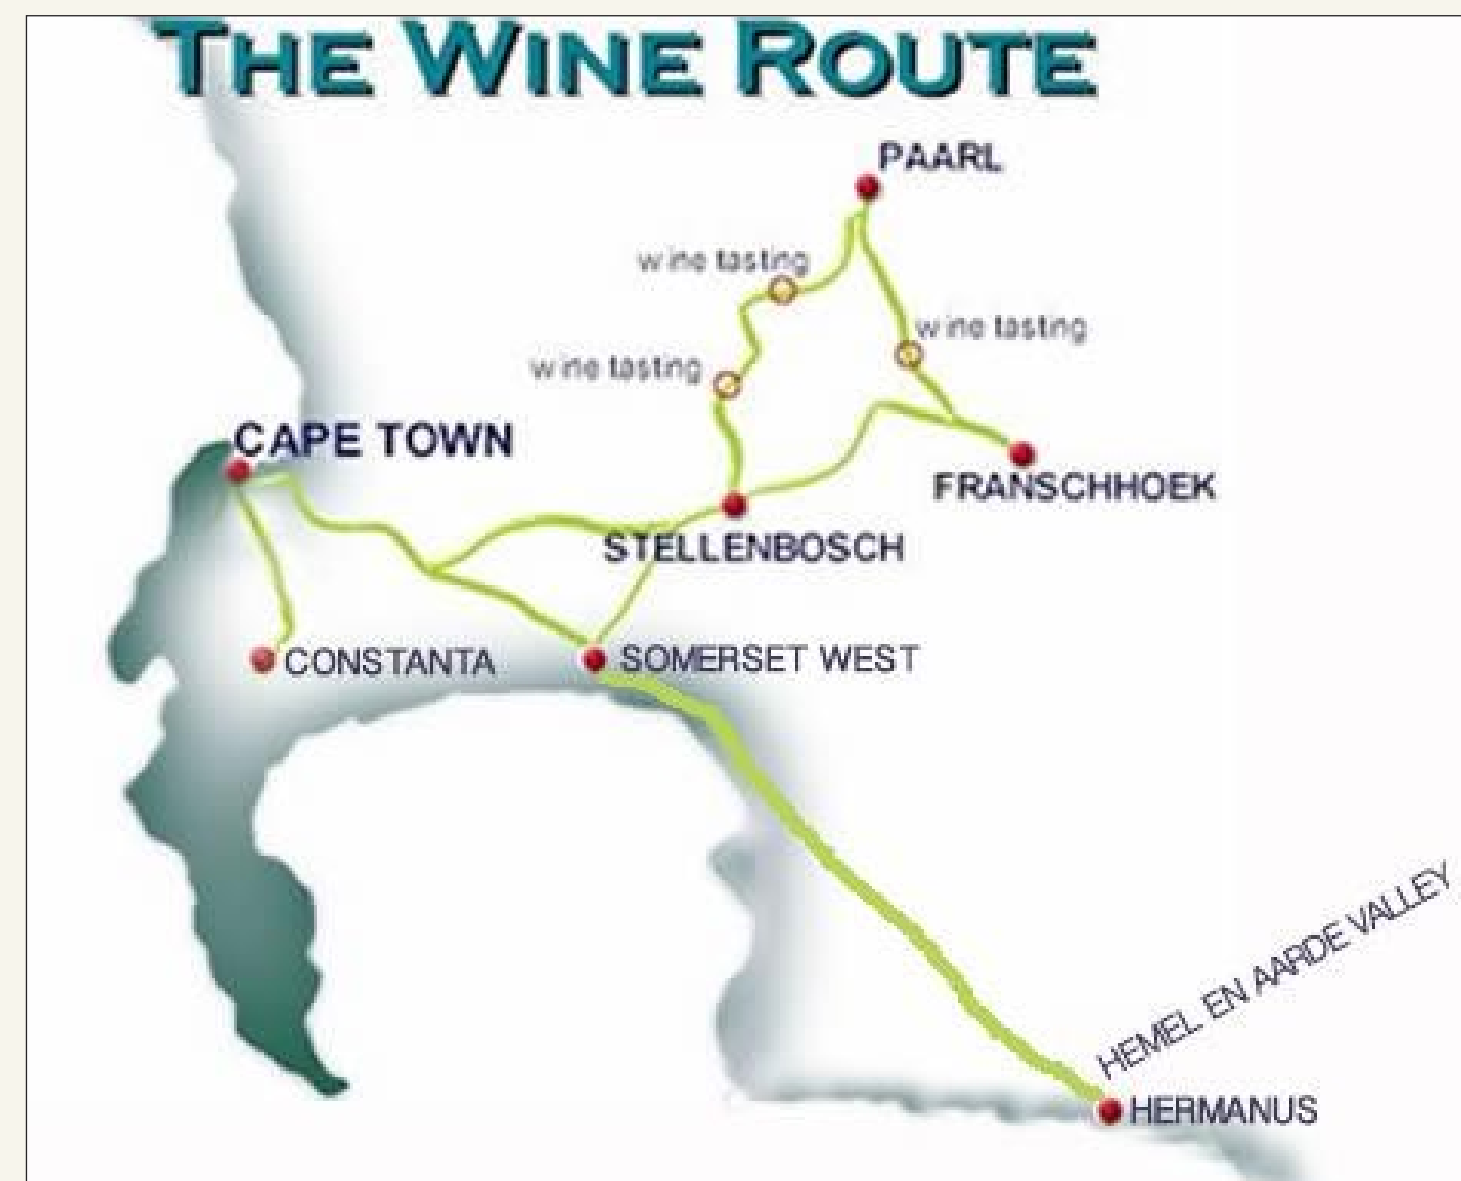 THE WINE ROUTE
PAARL
wine tasting
wine tasting
wine tasting
CAPE TOWN
FRANSCHHOEK
STELLENBOSCH
CONSTANTA
SOMERSET WEST
HEMEL EN AARDE VALLEY
HERMANUS